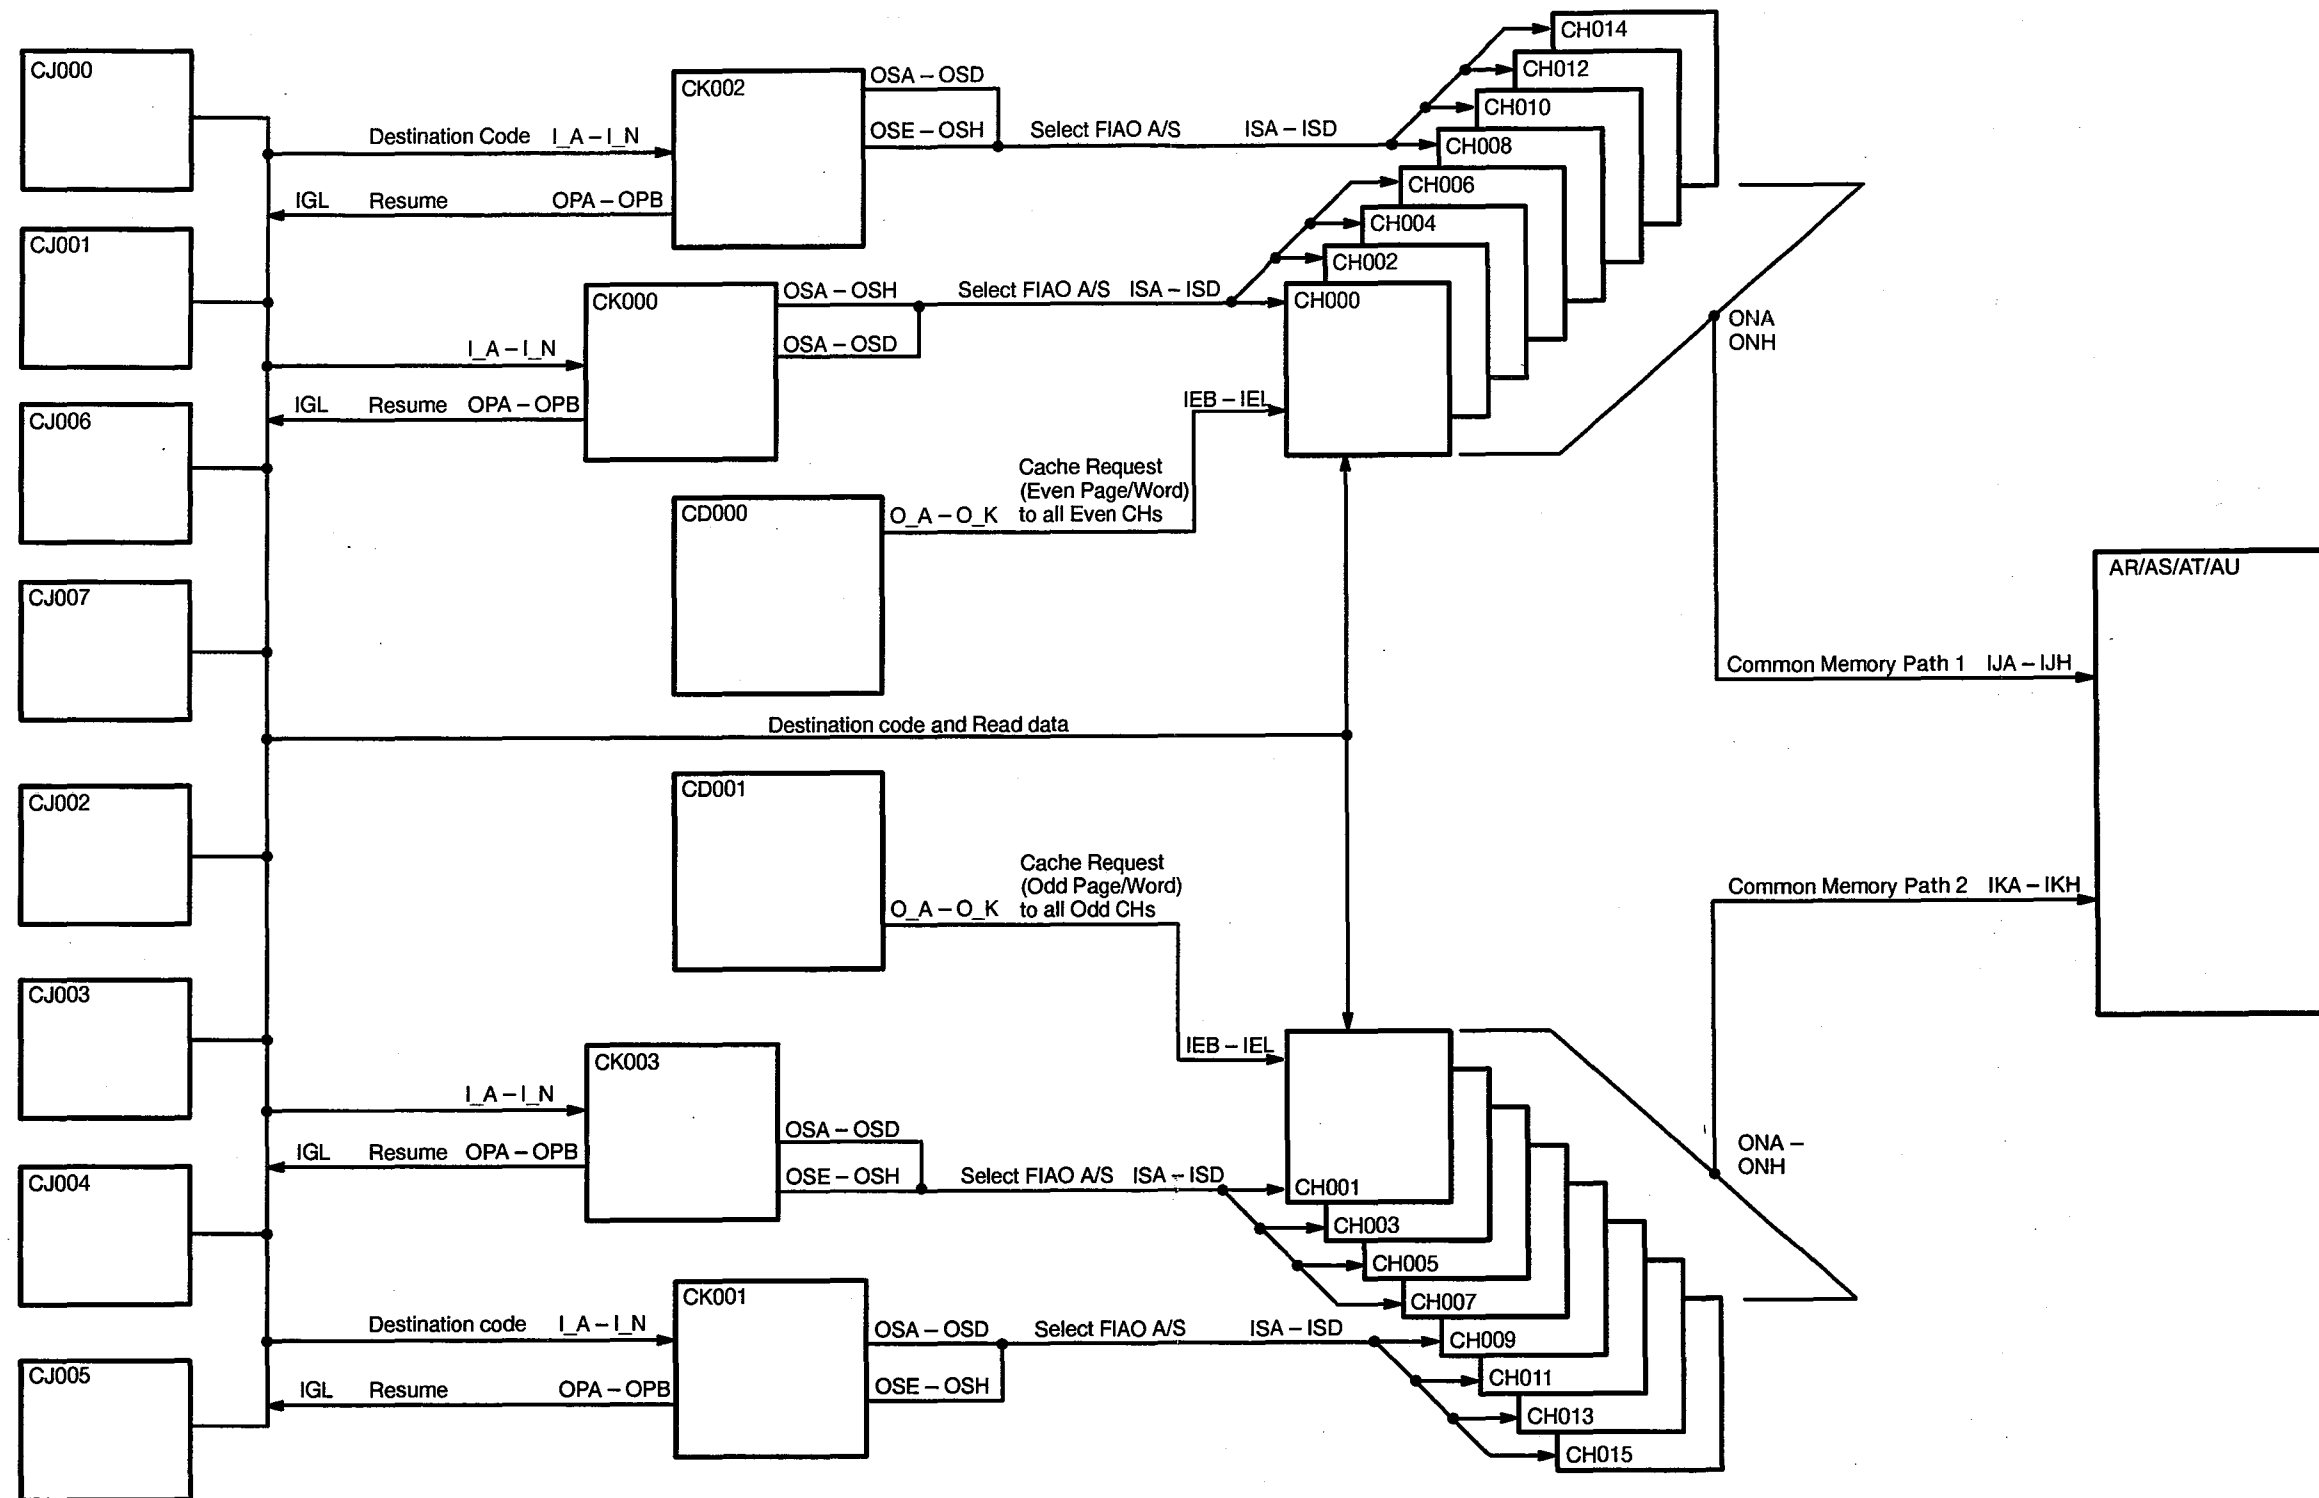 CJ000
CJ001
CJ006
CJ007
CJ002
CJ003
CJ004
CJ005
CK002
Destination Code I_A – I_N
IGL Resume OPA – OPB
OSA – OSD
OSE – OSH
Select FIAO A/S ISA – ISD
CH014
CH012
CH010
CH008
CH006
CH004
CH002
CH000
CK000
I_A – I_N
IGL Resume OPA – OPB
OSA – OSH
OSA – OSD
Select FIAO A/S ISA – ISD
IEB – IEL
Cache Request
(Even Page/Word)
to all Even CHs
CD000
O_A – O_K
ONA
ONH
AR/AS/AT/AU
Common Memory Path 1 IJA – IJH
Destination code and Read data
CD001
Cache Request
(Odd Page/Word)
to all Odd CHs
O_A – O_K
Common Memory Path 2 IKA – IKH
IEB – IEL
CK003
I_A – I_N
IGL Resume OPA – OPB
OSA – OSD
OSE – OSH
Select FIAO A/S ISA – ISD
ONA –
ONH
CH001
CH003
CH005
CH007
CH009
CH011
CH013
CH015
CK001
Destination code I_A – I_N
IGL Resume OPA – OPB
OSA – OSD
OSE – OSH
Select FIAO A/S ISA – ISD